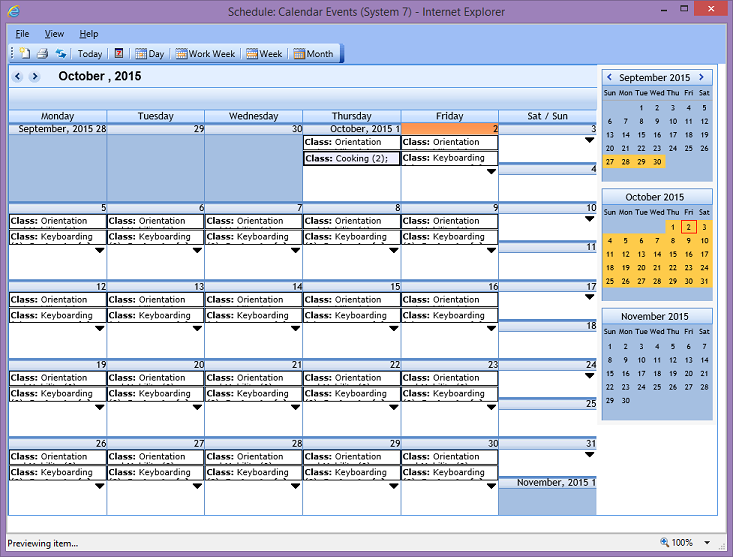 Schedule: Calendar Events (System 7) - Internet Explorer
File View Help
Today 7 Day Work Week Week Month
October , 2015
Monday Tuesday Wednesday Thursday Friday Sat / Sun
September, 2015 28 29 30 October, 2015 1 2 3
Class: Orientation Class: Orientation
Class: Cooking (2); Class: Keyboarding
4
5 6 7 8 9 10
Class: Orientation Class: Orientation Class: Orientation Class: Orientation Class: Orientation
Class: Keyboarding Class: Keyboarding Class: Keyboarding Class: Keyboarding Class: Keyboarding
11
12 13 14 15 16 17
Class: Orientation Class: Orientation Class: Orientation Class: Orientation Class: Orientation
Class: Keyboarding Class: Keyboarding Class: Keyboarding Class: Keyboarding Class: Keyboarding
18
19 20 21 22 23 24
Class: Orientation Class: Orientation Class: Orientation Class: Orientation Class: Orientation
Class: Keyboarding Class: Keyboarding Class: Keyboarding Class: Keyboarding Class: Keyboarding
25
26 27 28 29 30 31
Class: Orientation Class: Orientation Class: Orientation Class: Orientation Class: Orientation
Class: Keyboarding Class: Keyboarding Class: Keyboarding Class: Keyboarding Class: Keyboarding
November, 2015 1
September 2015
Sun Mon Tue Wed Thu Fri Sat
1 2 3 4 5
6 7 8 9 10 11 12
13 14 15 16 17 18 19
20 21 22 23 24 25 26
27 28 29 30
October 2015
Sun Mon Tue Wed Thu Fri Sat
1 2 3
4 5 6 7 8 9 10
11 12 13 14 15 16 17
18 19 20 21 22 23 24
25 26 27 28 29 30 31
November 2015
Sun Mon Tue Wed Thu Fri Sat
1 2 3 4 5 6 7
8 9 10 11 12 13 14
15 16 17 18 19 20 21
22 23 24 25 26 27 28
29 30
Previewing item...
100%